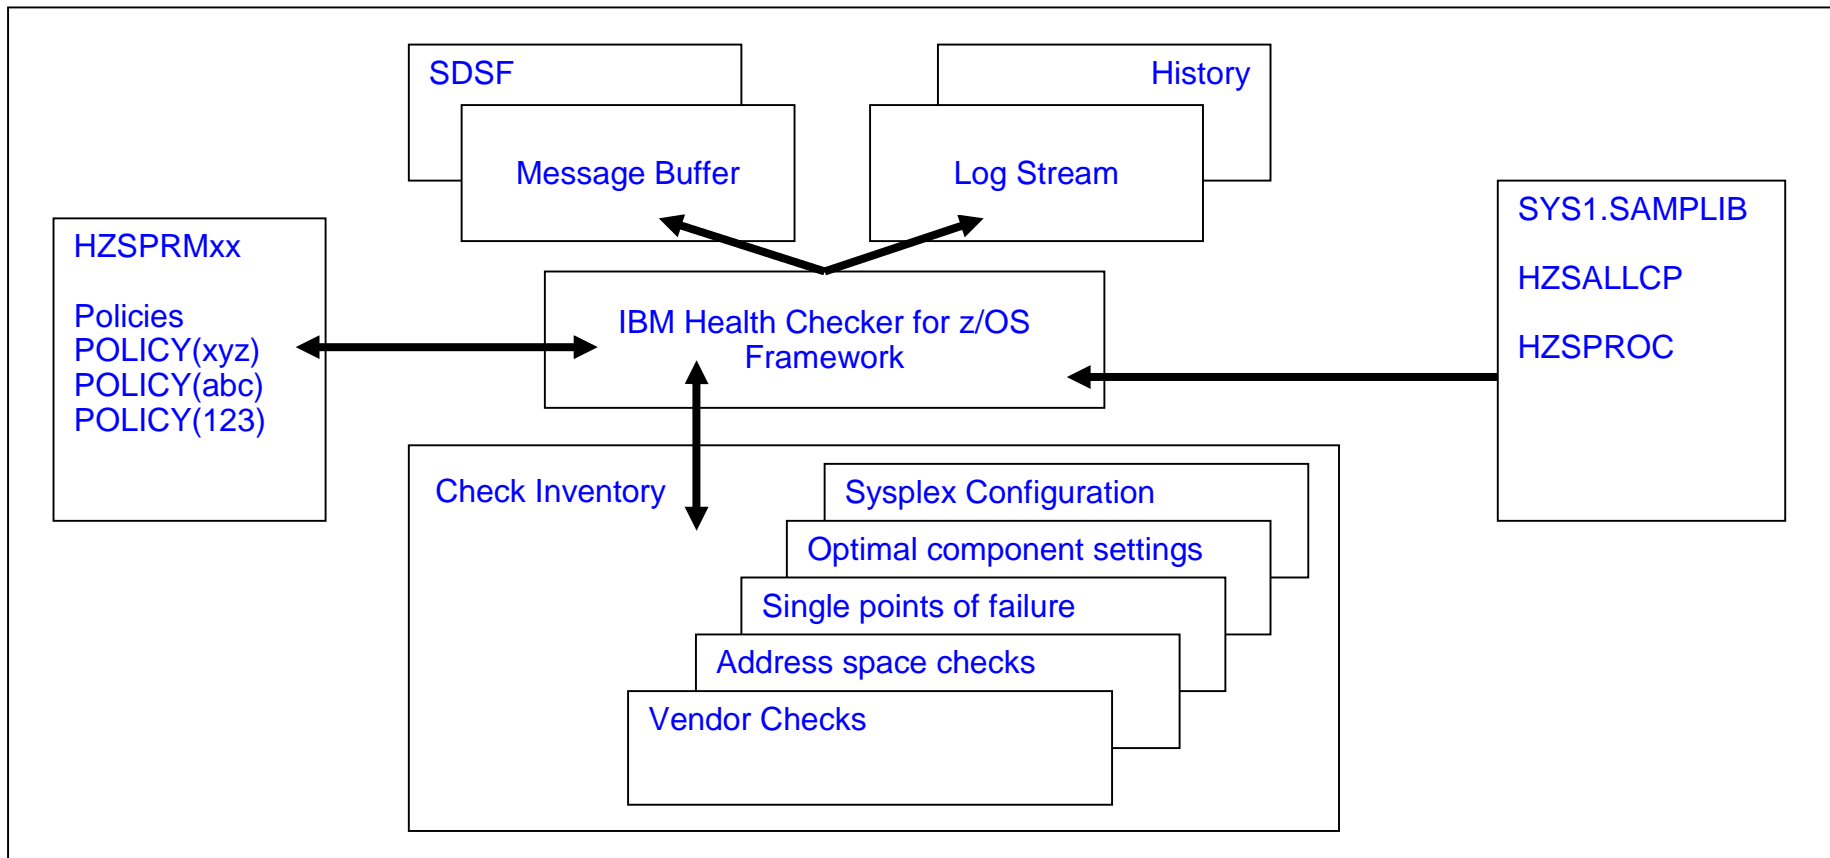 SDSF
History
Message Buffer
Log Stream
HZSPRMxx
Policies
POLICY(xyz)
POLICY(abc)
POLICY(123)
IBM Health Checker for z/OS
Framework
SYS1.SAMPLIB
HZSALLCP
HZSPROC
Check Inventory
Sysplex Configuration
Optimal component settings
Single points of failure
Address space checks
Vendor Checks